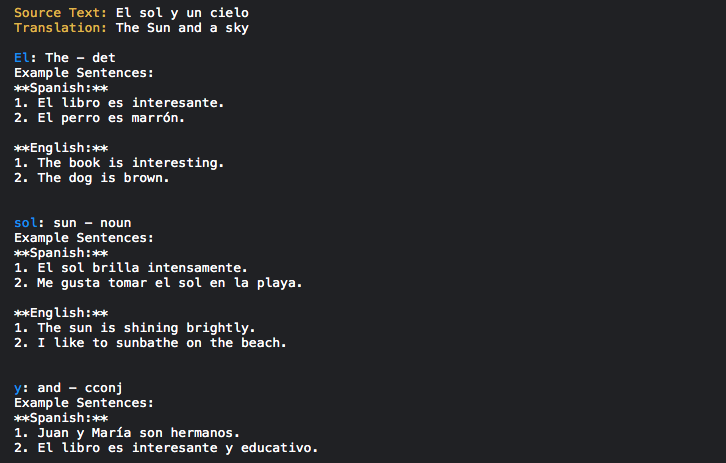 Source Text: El sol y un cielo
Translation: The Sun and a sky
El: The – det
Example Sentences:
**Spanish:**
1. El libro es interesante.
2. El perro es marrón.
**English:**
1. The book is interesting.
2. The dog is brown.
sol: sun – noun
Example Sentences:
**Spanish:**
1. El sol brilla intensamente.
2. Me gusta tomar el sol en la playa.
**English:**
1. The sun is shining brightly.
2. I like to sunbathe on the beach.
y: and – cconj
Example Sentences:
**Spanish:**
1. Juan y María son hermanos.
2. El libro es interesante y educativo.